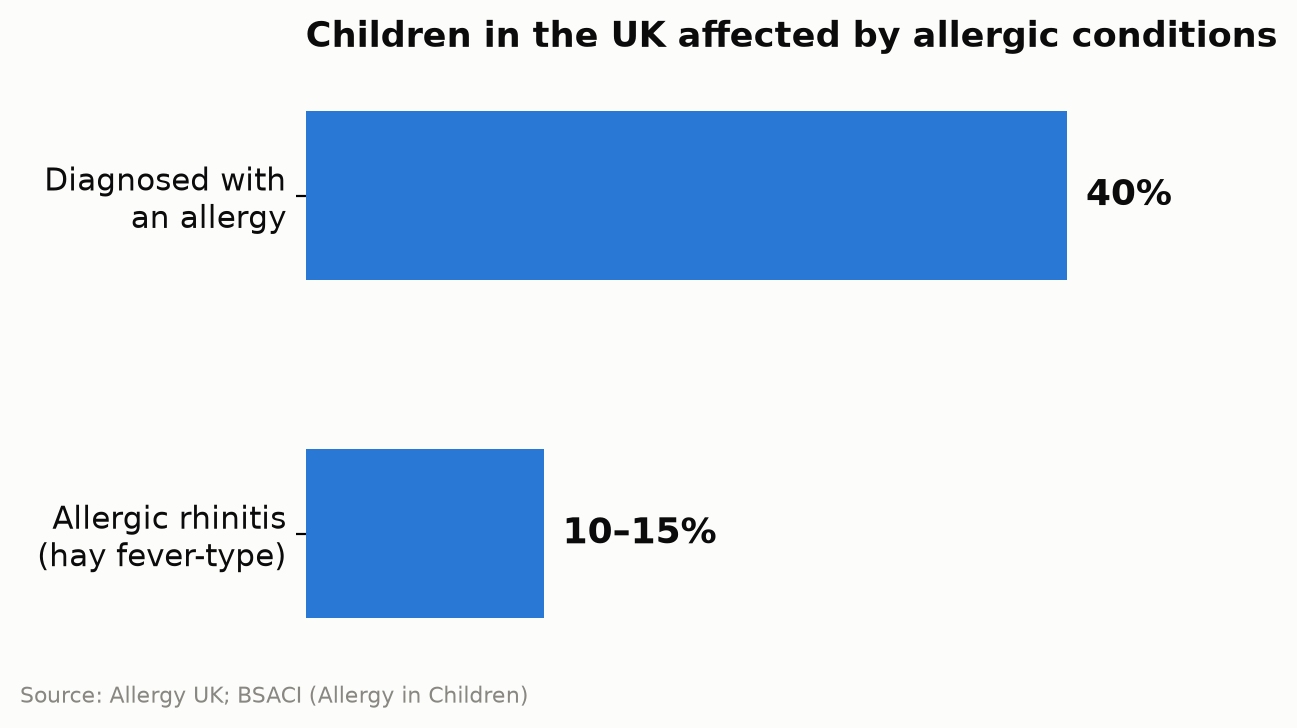 Children in the UK affected by allergic conditions
Diagnosed with
an allergy
40%
Allergic rhinitis
(hay fever-type)
10–15%
Source: Allergy UK; BSACI (Allergy in Children)